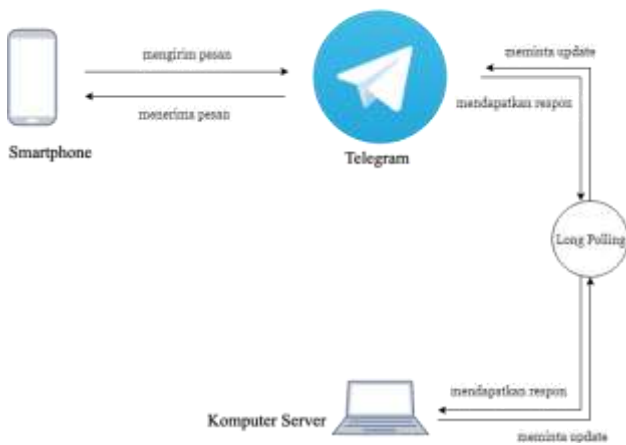 mengirim pesan
menerima pesan
Smartphone
Telegram
meminta update
mendapatkan respon
Long Polling
mendapatkan respon
Komputer Server
meminta update